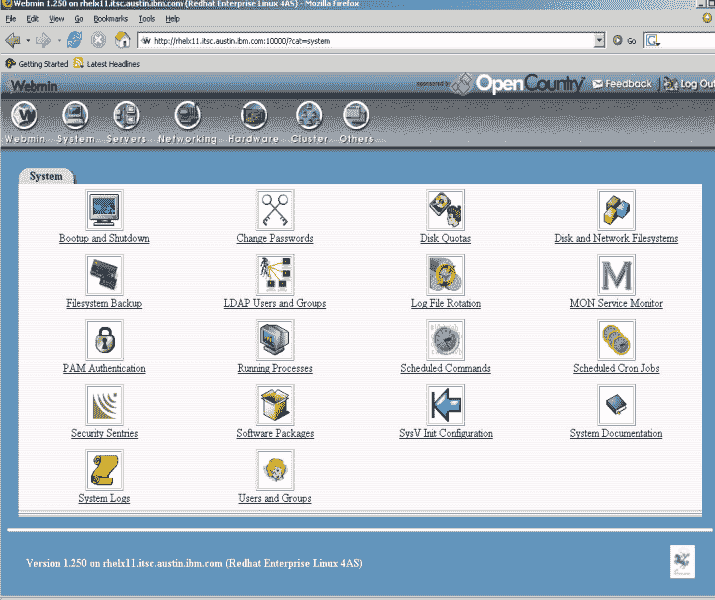 Webmin 1.250 on rhelx11.itsc.austin.ibm.com (Redhat Enterprise Linux 4AS) - Mozilla Firefox
File Edit View Go Bookmarks Tools Help
http://rhelx11.itsc.austin.ibm.com:10000/?cat=system Go
Getting Started Latest Headlines
Webmin sponsored by OpenCountry Feedback Log Out
Webmin System Servers Networking Hardware Cluster Others
System
Bootup and Shutdown Change Passwords Disk Quotas Disk and Network Filesystems
Filesystem Backup LDAP Users and Groups Log File Rotation MON Service Monitor
PAM Authentication Running Processes Scheduled Commands Scheduled Cron Jobs
Security Sentries Software Packages SysV Init Configuration System Documentation
System Logs Users and Groups
Version 1.250 on rhelx11.itsc.austin.ibm.com (Redhat Enterprise Linux 4AS)